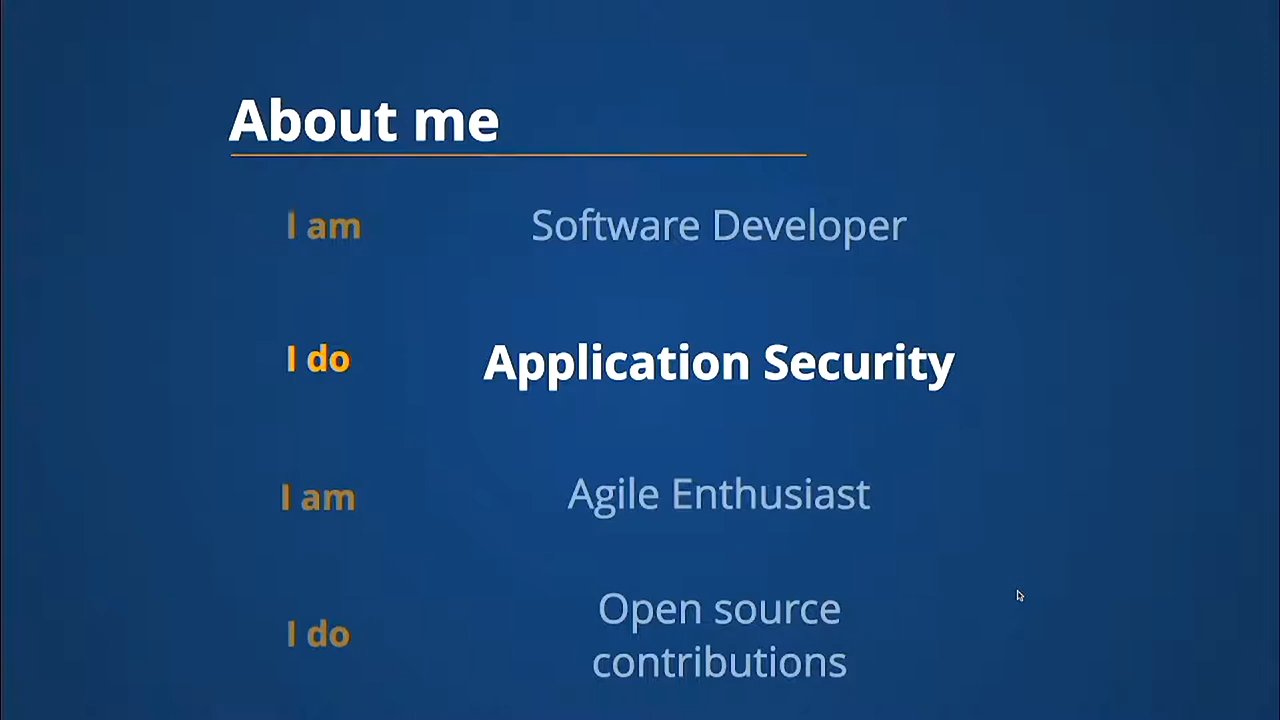 About me
I am Software Developer
I do Application Security
I am Agile Enthusiast
I do Open source
contributions